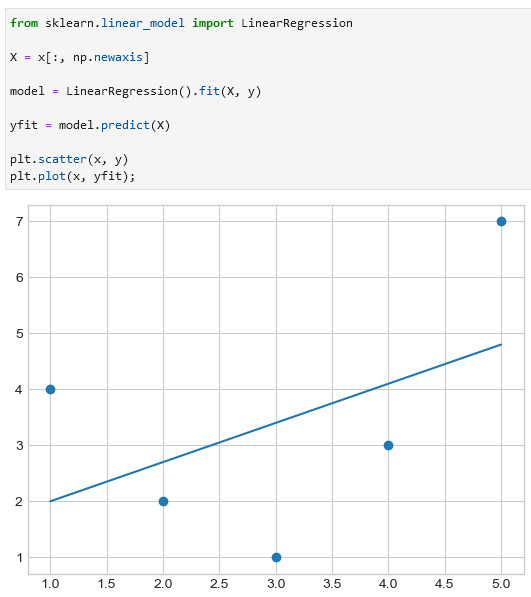 from sklearn.linear_model import LinearRegression
X = x[:, np.newaxis]
model = LinearRegression().fit(X, y)
yfit = model.predict(X)
plt.scatter(x, y)
plt.plot(x, yfit);
7
6
5
4
3
2
1
1.0 1.5 2.0 2.5 3.0 3.5 4.0 4.5 5.0